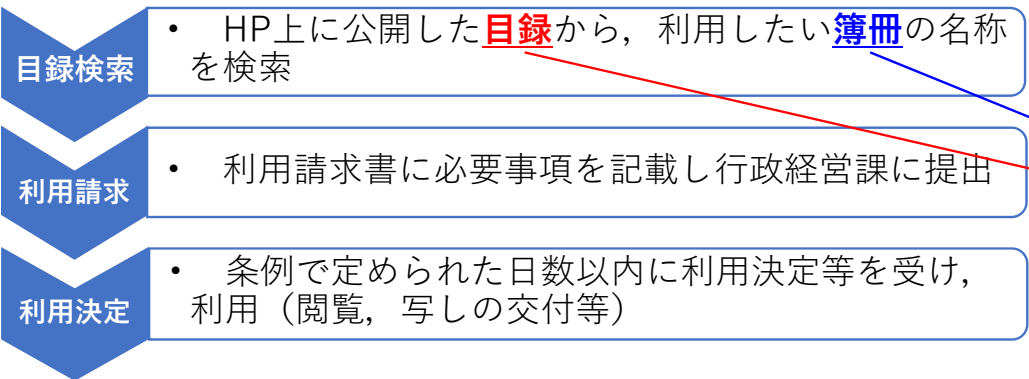 目録検索
• HP上に公開した目録から，利用したい簿冊の名称
を検索
利用請求
• 利用請求書に必要事項を記載し行政経営課に提出
利用決定
• 条例で定められた日数以内に利用決定等を受け，
利用（閲覧，写しの交付等）